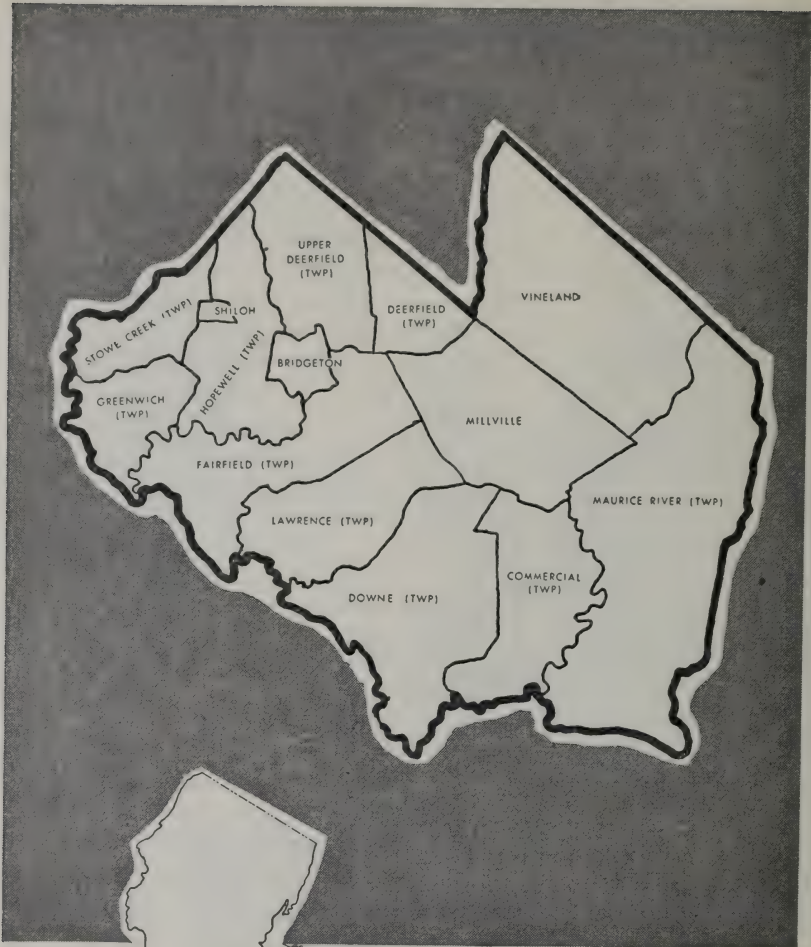 UPPER
DEERFIELD
(TWP)
DEERFIELD
(TWP)
VINELAND
STOWE CREEK (TWP)
SHILOH
HOPEWELL (TWP)
BRIDGETON
GREENWICH
(TWP)
MILLVILLE
FAIRFIELD (TWP)
MAURICE RIVER (TWP)
LAWRENCE (TWP)
COMMERCIAL
(TWP)
DOWNE (TWP)